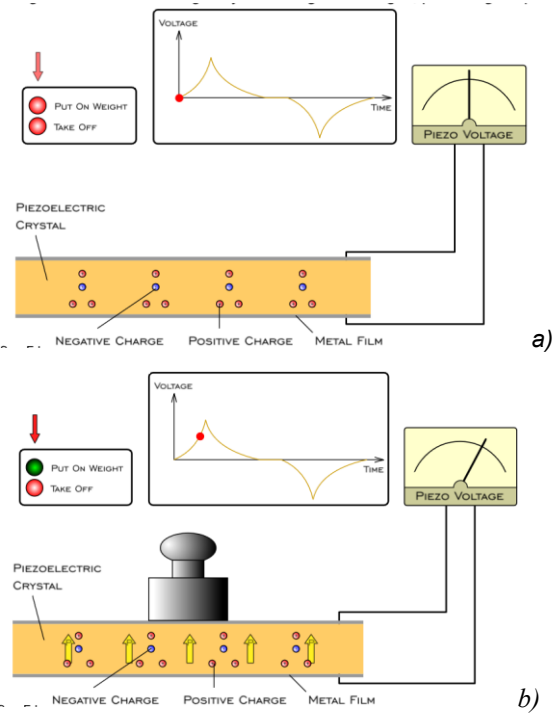 VOLTAGE
TIME
PUT ON WEIGHT
TAKE OFF
PIEZO VOLTAGE
PIEZOELECTRIC
CRYSTAL
NEGATIVE CHARGE POSITIVE CHARGE METAL FILM
a)
VOLTAGE
TIME
PUT ON WEIGHT
TAKE OFF
PIEZO VOLTAGE
PIEZOELECTRIC
CRYSTAL
NEGATIVE CHARGE POSITIVE CHARGE METAL FILM
b)